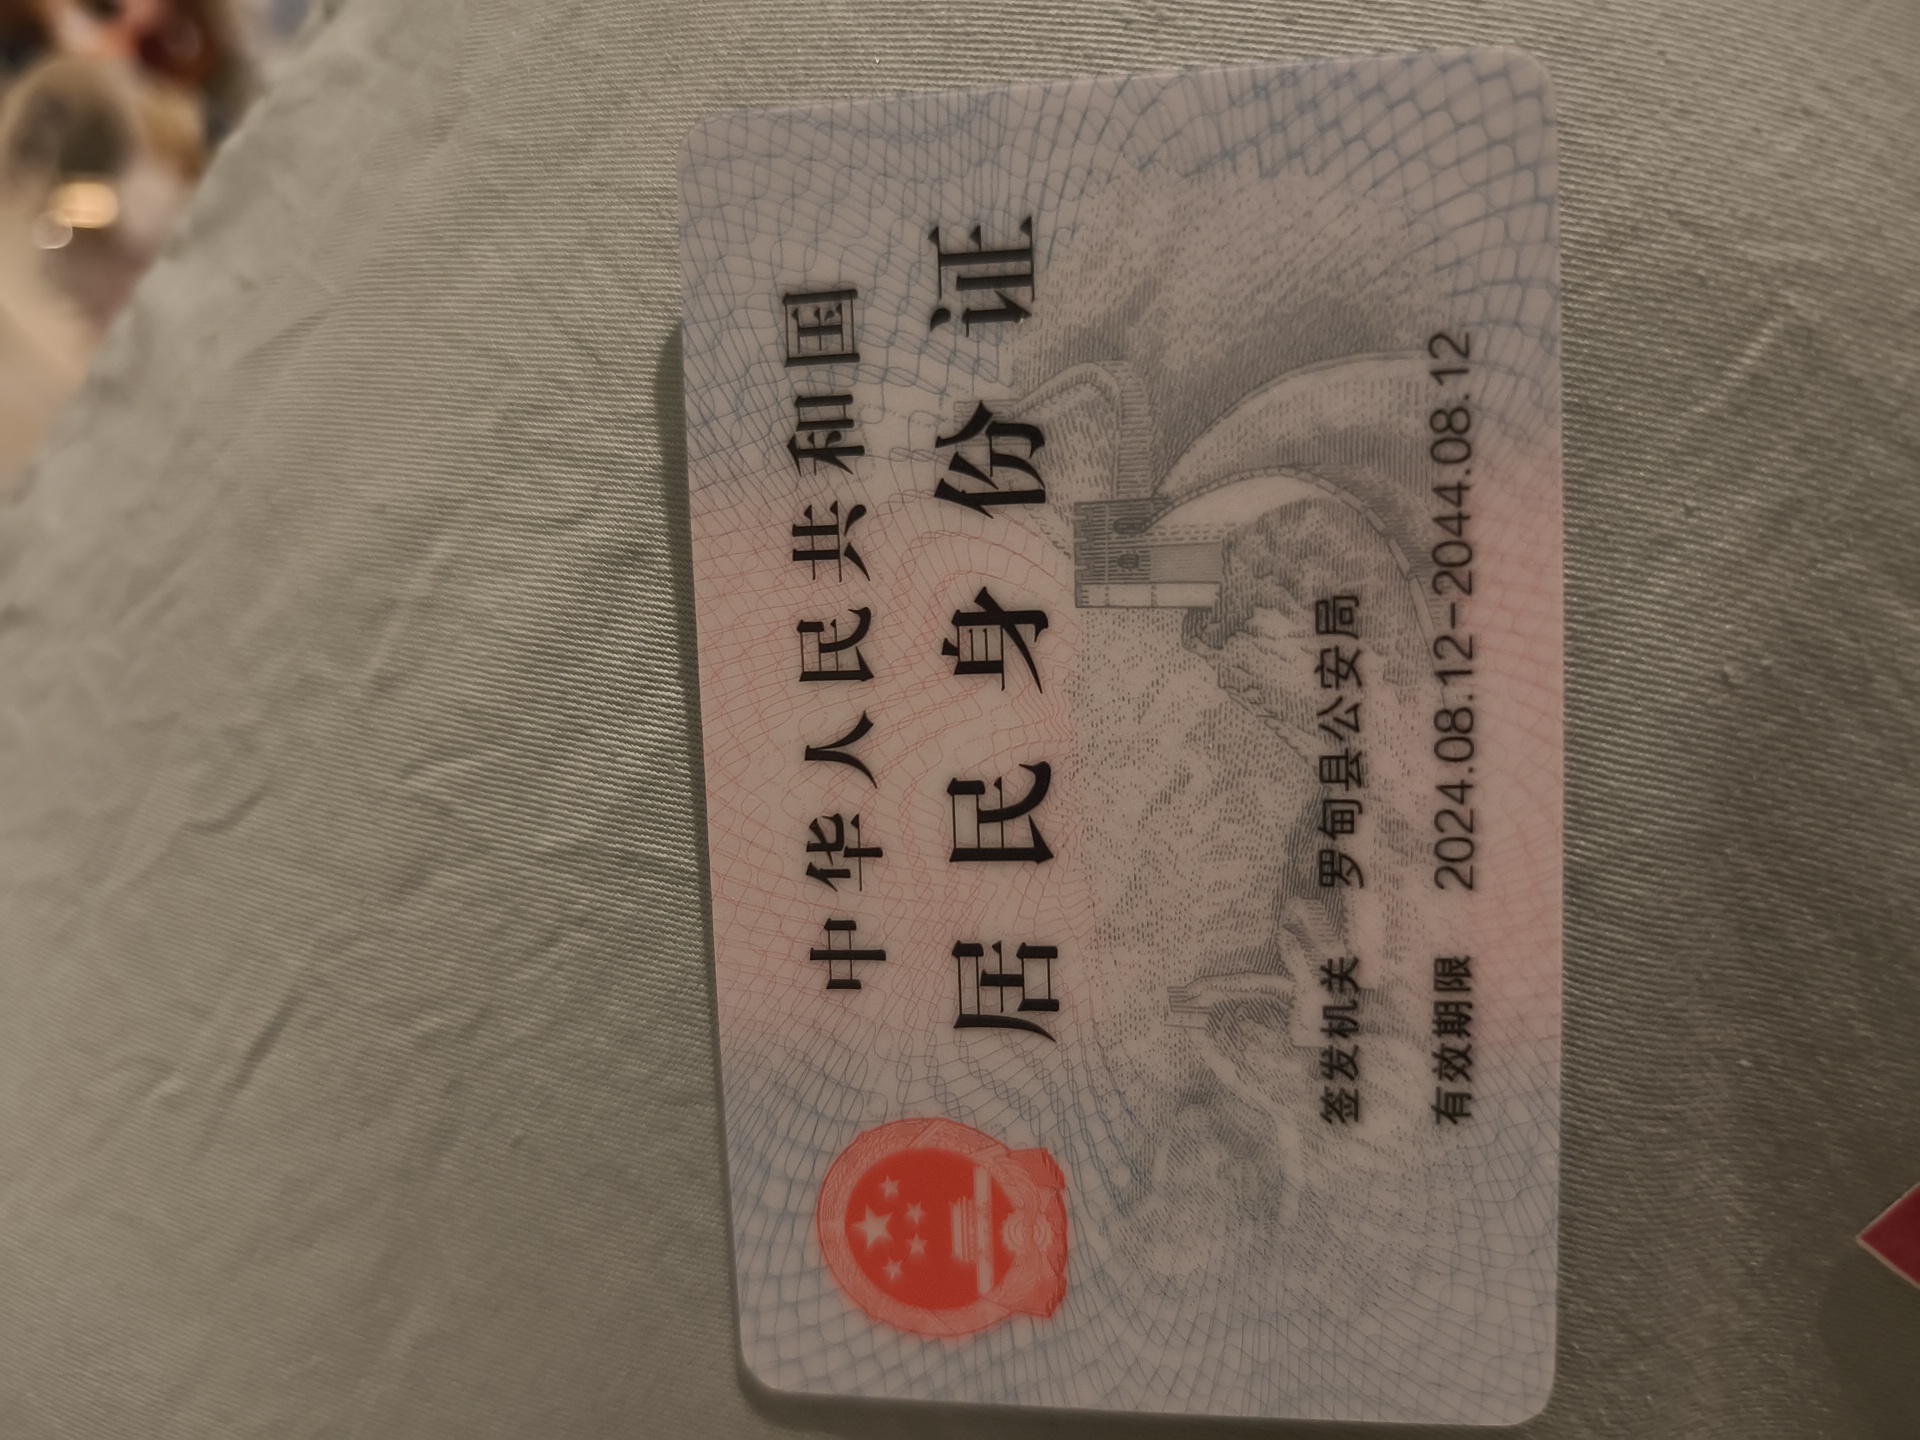 中华人民共和国
居民身份证
签发机关 罗甸县公安局
有效期限 2024.08.12-2044.08.12